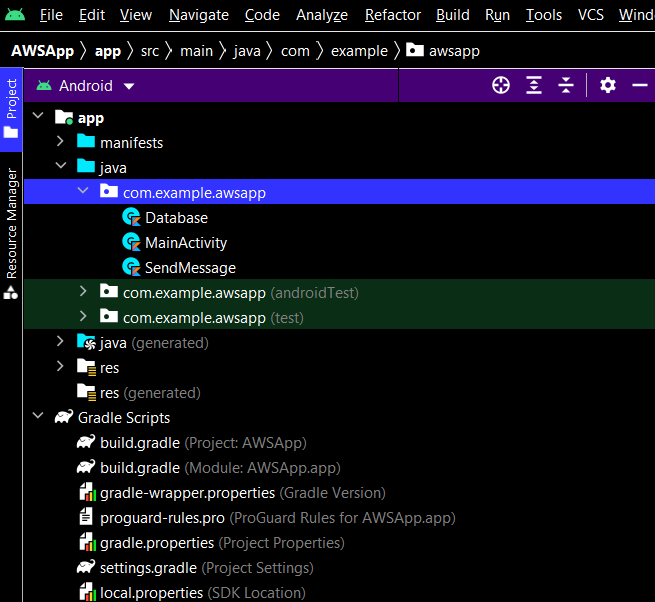 File Edit View Navigate Code Analyze Refactor Build Run Tools VCS Wind
AWSApp app src main java com example awsapp
Project
Resource Manager
Android
app
manifests
java
com.example.awsapp
Database
MainActivity
SendMessage
com.example.awsapp (androidTest)
com.example.awsapp (test)
java (generated)
res
res (generated)
Gradle Scripts
build.gradle (Project: AWSApp)
build.gradle (Module: AWSApp.app)
gradle-wrapper.properties (Gradle Version)
proguard-rules.pro (ProGuard Rules for AWSApp.app)
gradle.properties (Project Properties)
settings.gradle (Project Settings)
local.properties (SDK Location)